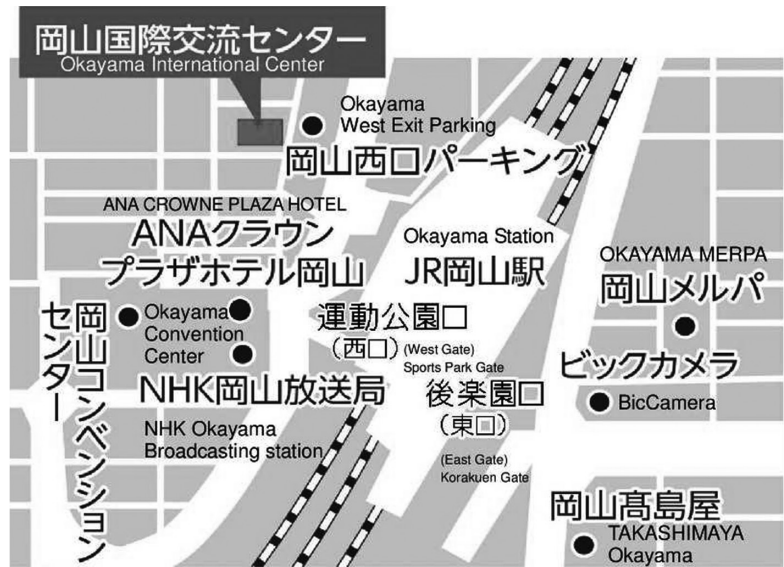 岡山国際交流センター
Okayama International Center
Okayama
West Exit Parking
岡山西口パーキング
ANA CROWNE PLAZA HOTEL
ANAクラウン
プラザホテル岡山
Okayama Station
JR岡山駅
OKAYAMA MERPA
岡山メルパ
岡山コンベンション
センター
Okayama
Convention
Center
運動公園口
(西口)
(West Gate)
Sports Park Gate
ビックカメラ
BicCamera
NHK岡山放送局
NHK Okayama
Broadcasting station
後楽園口
(東口)
(East Gate)
Korakuen Gate
岡山髙島屋
TAKASHIMAYA
Okayama